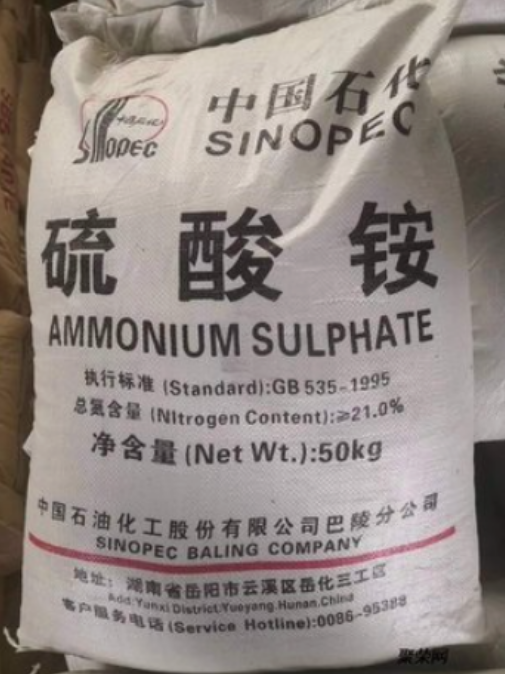 中国石化
SINOPEC
中国石化
SINOPEC
硫酸铵
AMMONIUM SULPHATE
执行标准 (Standard):GB 535-1995
总氮含量 (NItrogen Content):≥21.0%
净含量 (Net Wt.):50kg
中国石油化工股份有限公司巴陵分公司
SINOPEC BALING COMPANY
地址: 湖南省岳阳市云溪区岳化三工区
Add:Yunxi District,Yueyang.Hunan,China
客户服务电话 (Service Hotline):0086-95388
聚荣网